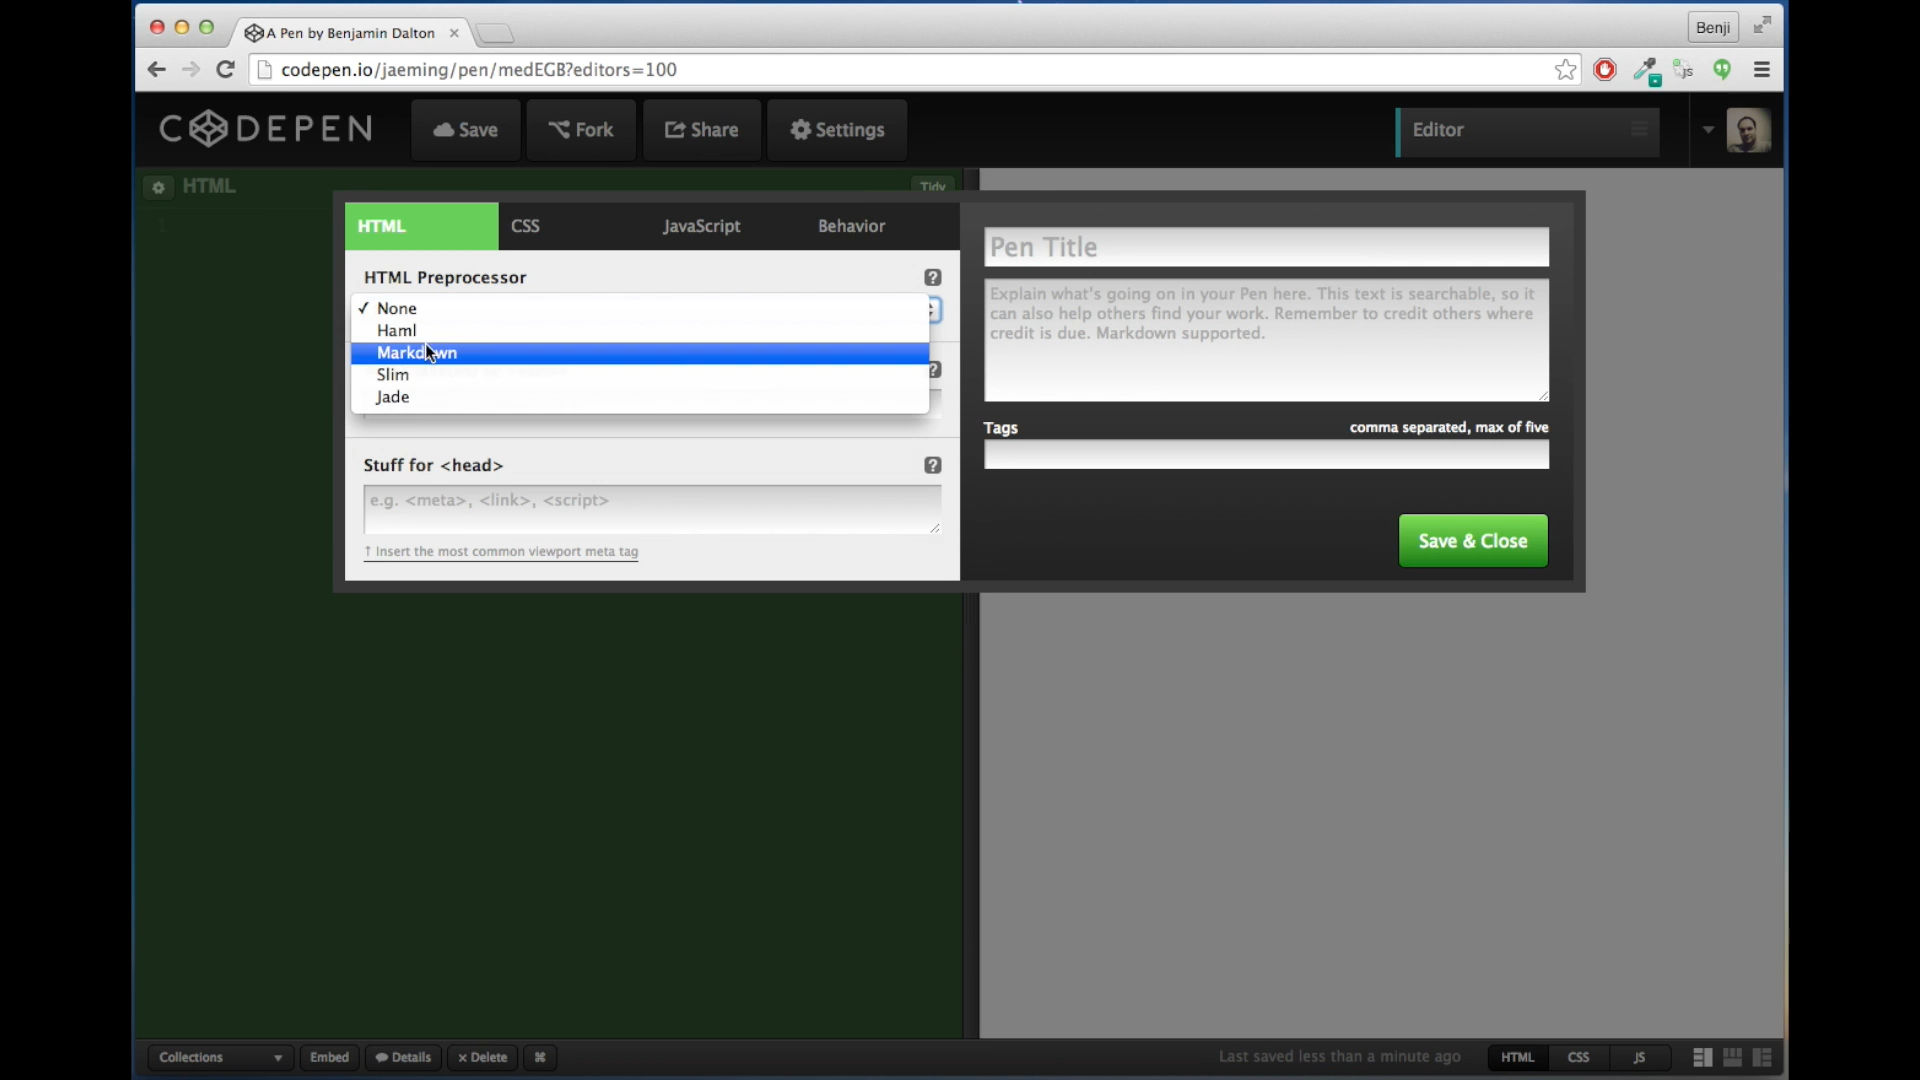 A Pen by Benjamin Dalton
Benji
codepen.io/jaeming/pen/medEGB?editors=100
CODEPEN
Save
Fork
Share
Settings
Editor
HTML
Tidy
1
HTML
CSS
JavaScript
Behavior
HTML Preprocessor
?
✓ None
Haml
Markdown
Slim
Jade
?
Stuff for <head>
?
e.g. <meta>, <link>, <script>
↑ Insert the most common viewport meta tag
Pen Title
Explain what's going on in your Pen here. This text is searchable, so it
can also help others find your work. Remember to credit others where
credit is due. Markdown supported.
Tags
comma separated, max of five
Save & Close
Collections
Embed
Details
x Delete
⌘
Last saved less than a minute ago
HTML
CSS
JS